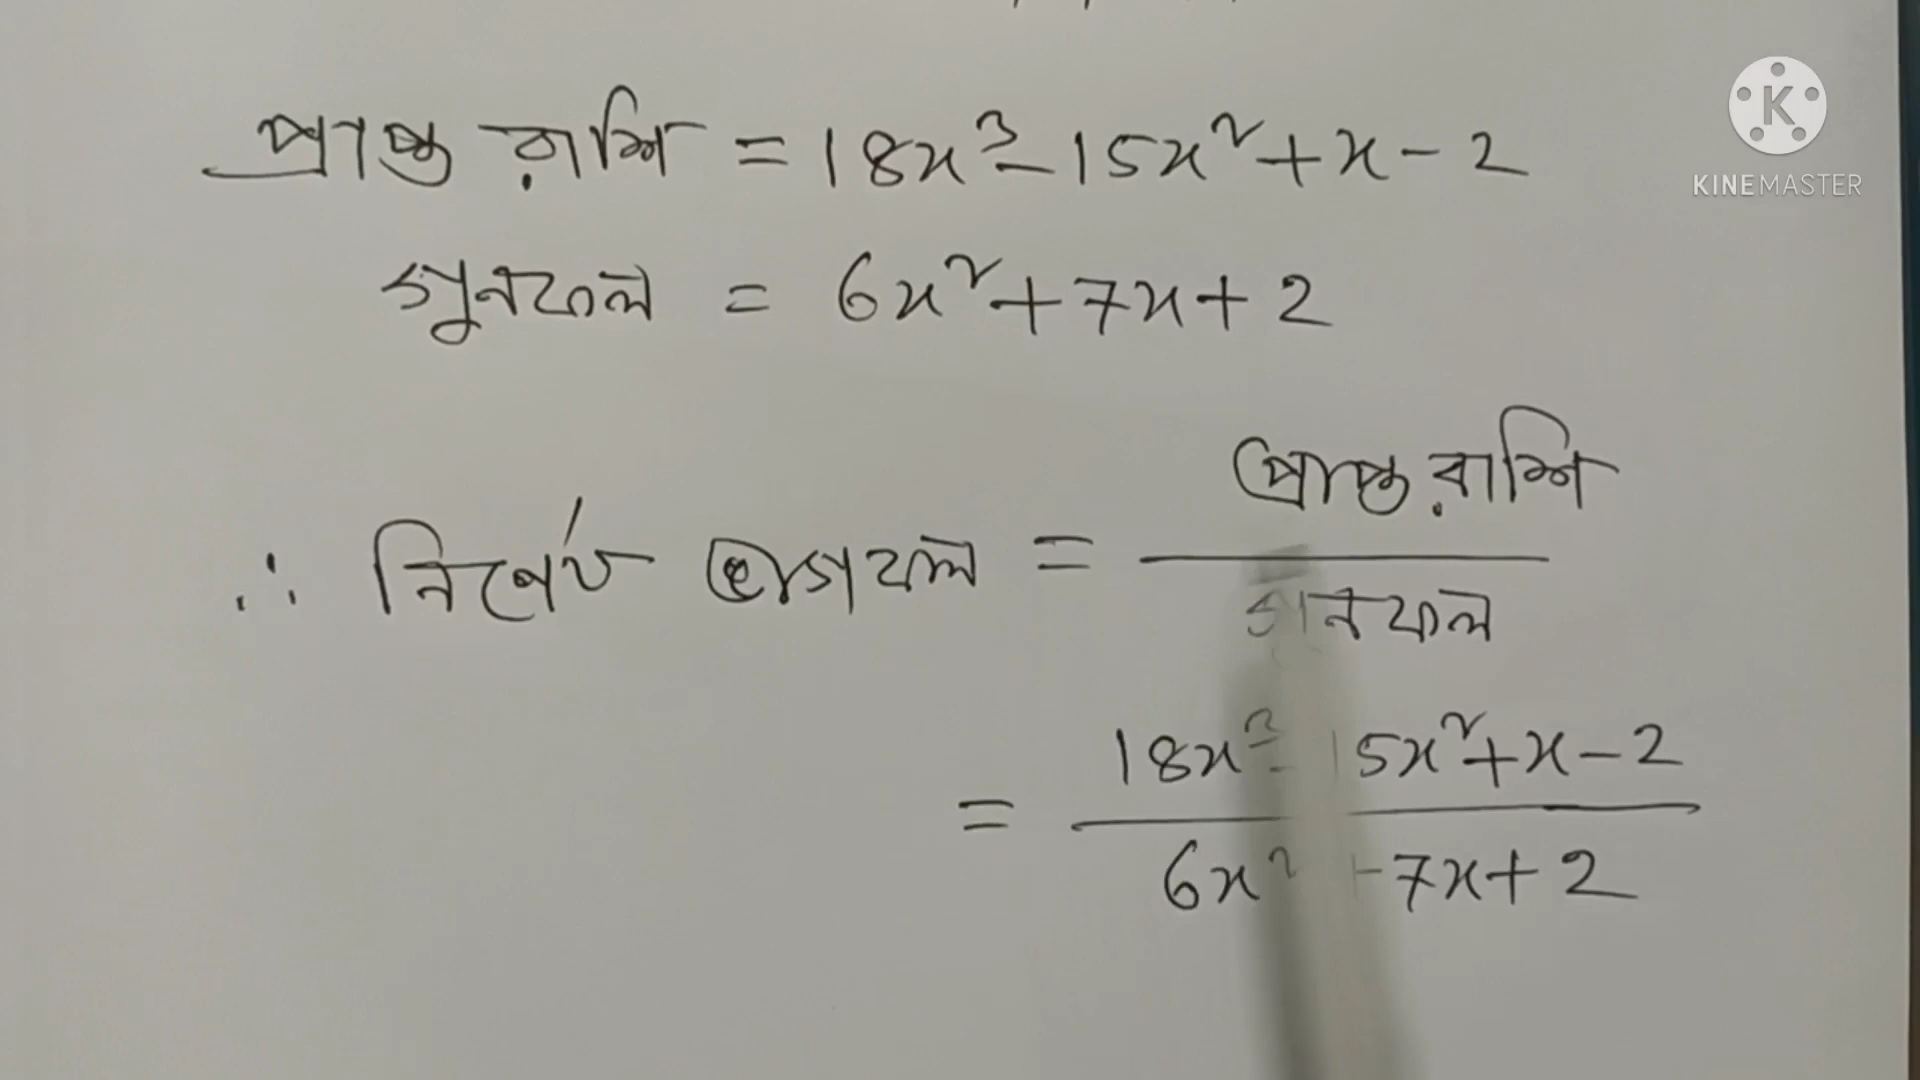 প্রাপ্ত রাশি = 18x³ - 15x² + x - 2
KINEMASTER
গুনফল = 6x² + 7x + 2
প্রাপ্ত রাশি
∴ নির্ণেয় ভাগফল =
গুনফল
18x³ - 15x² + x - 2
=
6x² + 7x + 2